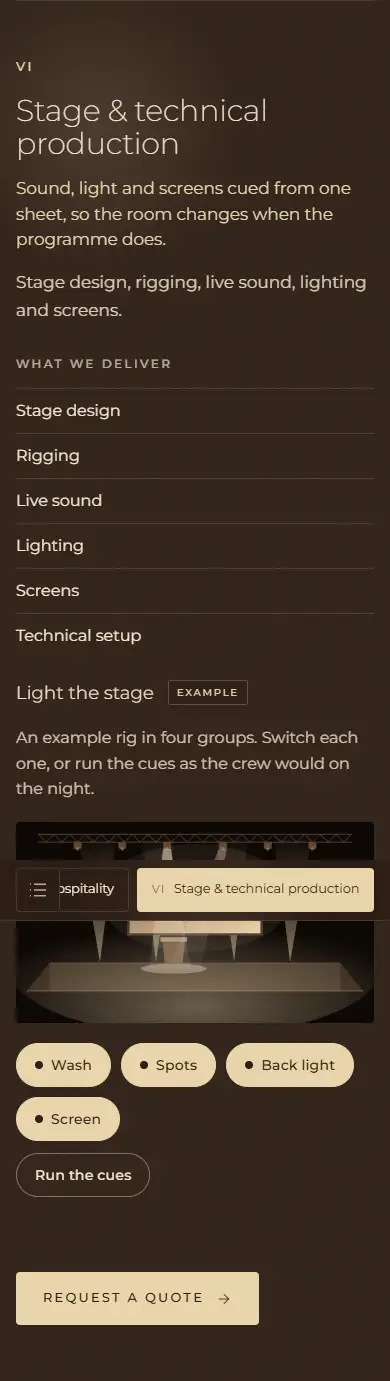 VI
Stage & technical
production
Sound, light and screens cued from one
sheet, so the room changes when the
programme does.
Stage design, rigging, live sound, lighting
and screens.
WHAT WE DELIVER
Stage design
Rigging
Live sound
Lighting
Screens
Technical setup
Light the stage EXAMPLE
An example rig in four groups. Switch each
one, or run the cues as the crew would on
the night.
ospitality VI Stage & technical production
Wash Spots Back light
Screen
Run the cues
REQUEST A QUOTE →